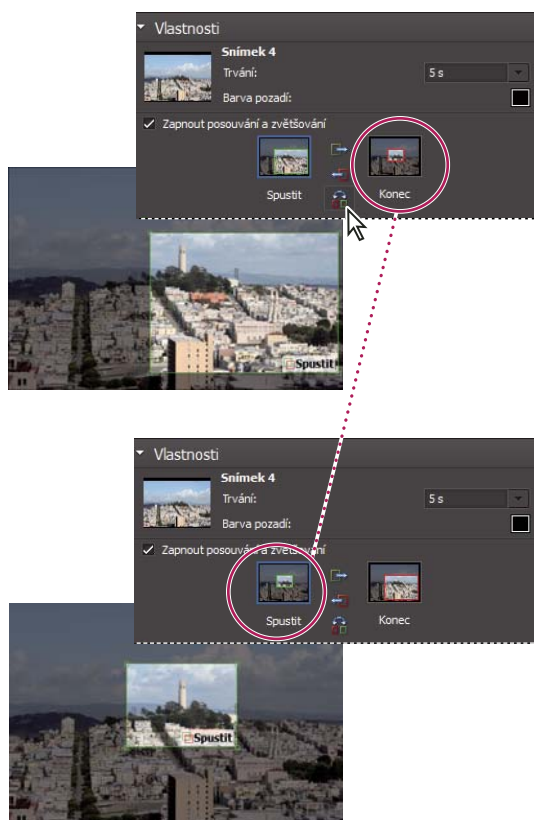 Vlastnosti
Snímek 4
Trvání: 5 s
Barva pozadí:
Zapnout posouvání a zvětšování
Spustit Konec
Spustit
Vlastnosti
Snímek 4
Trvání: 5 s
Barva pozadí:
Zapnout posouvání a zvětšování
Spustit Konec
Spustit